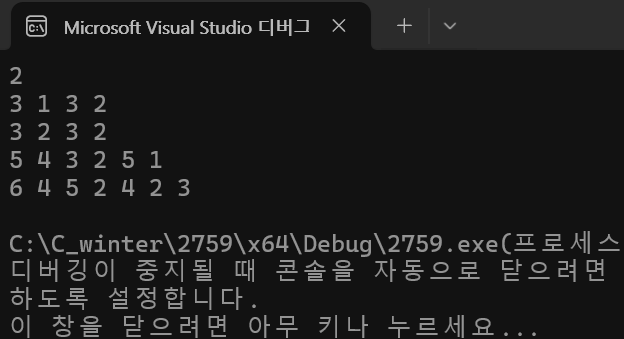 Microsoft Visual Studio 디버그
2
3 1 3 2
3 2 3 2
5 4 3 2 5 1
6 4 5 2 4 2 3
C:\C_winter\2759\x64\Debug\2759.exe(프로세스
디버깅이 중지될 때 콘솔을 자동으로 닫으려면
하도록 설정합니다.
이 창을 닫으려면 아무 키나 누르세요...